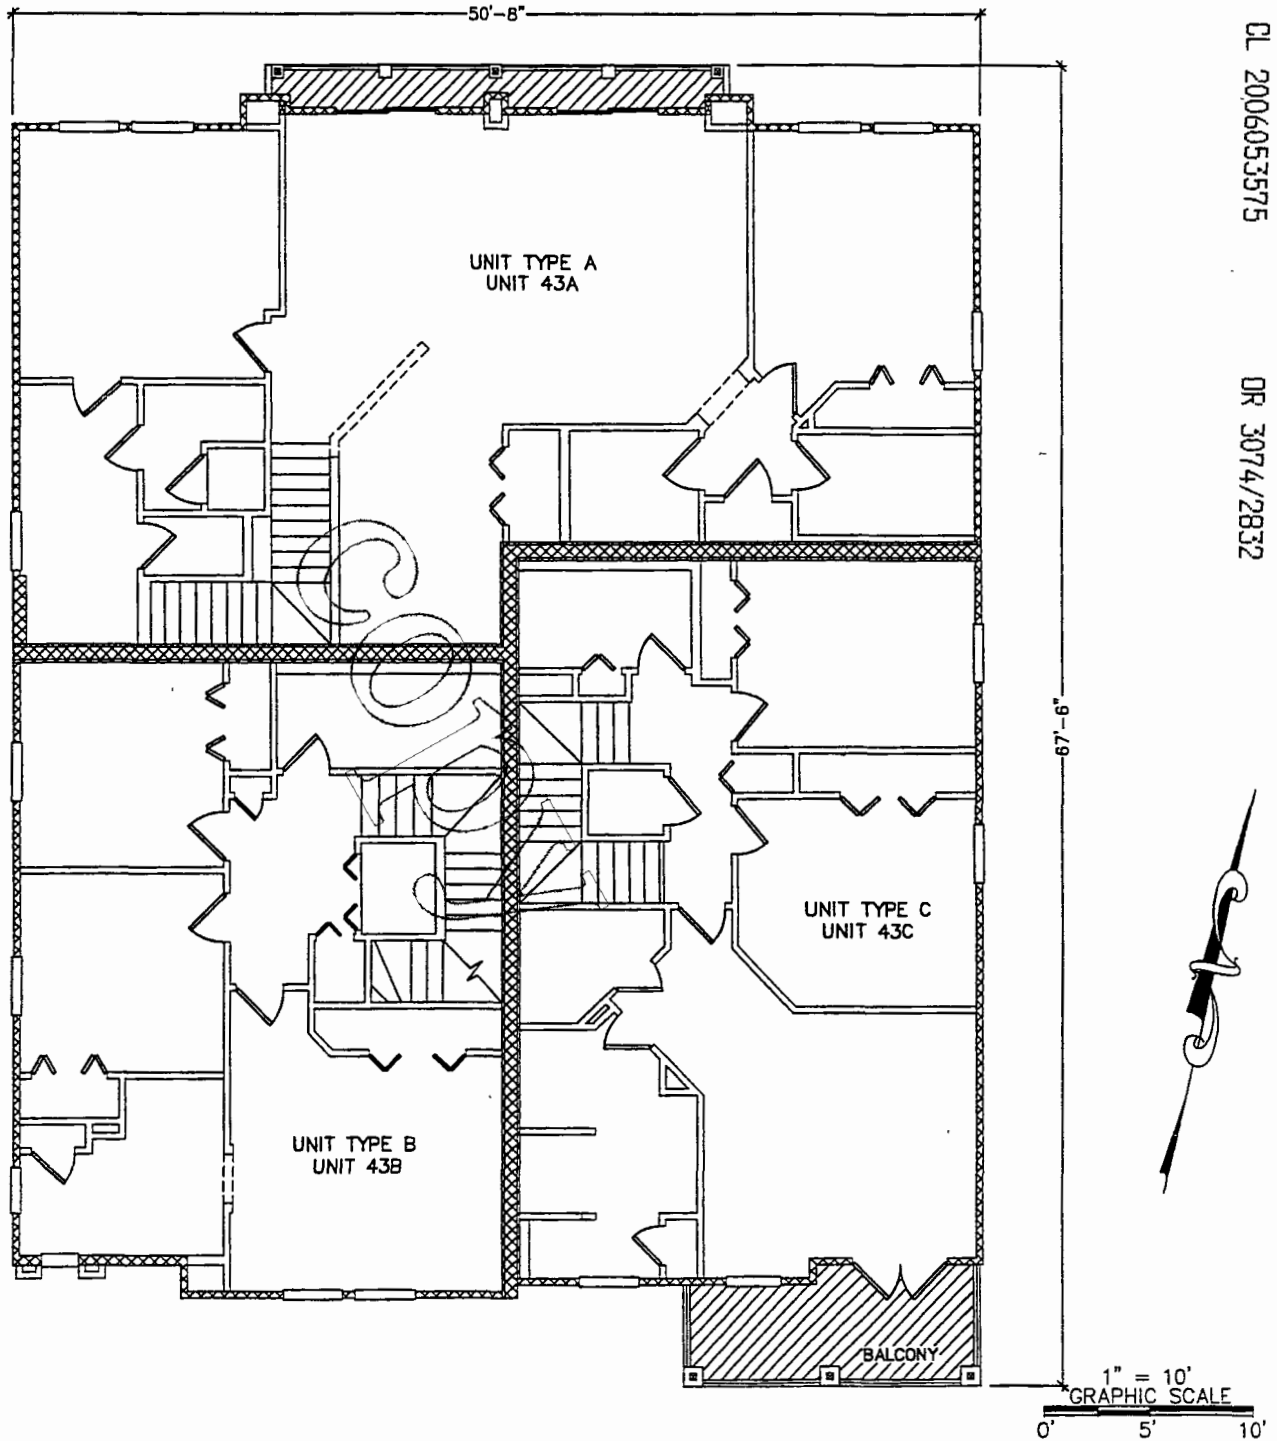 50'-8"
CL 2006053575
OR 3074/2832
UNIT TYPE A
UNIT 43A
COPY
67'-6"
UNIT TYPE C
UNIT 43C
UNIT TYPE B
UNIT 43B
BALCONY
1" = 10'
GRAPHIC SCALE
0' 5' 10'